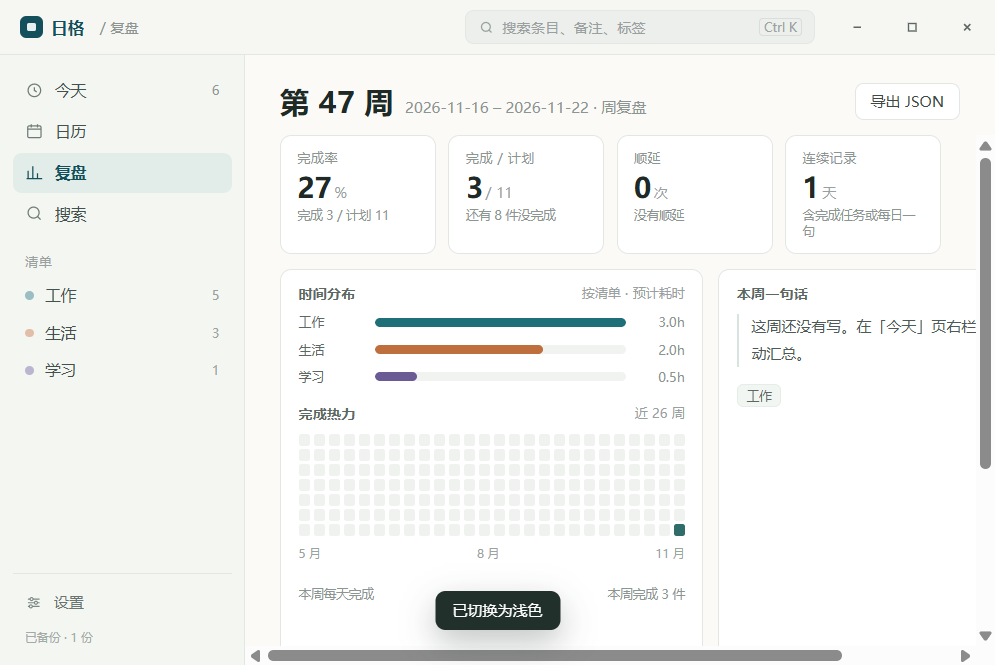 日格 / 复盘
搜索条目、备注、标签 Ctrl K
今天 6
日历
复盘
搜索
清单
工作 5
生活 3
学习 1
设置
已备份 · 1 份
第 47 周 2026-11-16 – 2026-11-22 · 周复盘
导出 JSON
完成率
27 %
完成 3 / 计划 11
完成 / 计划
3 / 11
还有 8 件没完成
顺延
0 次
没有顺延
连续记录
1 天
含完成任务或每日一
句
时间分布 按清单 · 预计耗时
工作 3.0h
生活 2.0h
学习 0.5h
完成热力 近 26 周
5 月 8 月 11 月
本周每天完成 本周完成 3 件
本周一句话
这周还没有写。在「今天」页右栏
动汇总。
工作
已切换为浅色